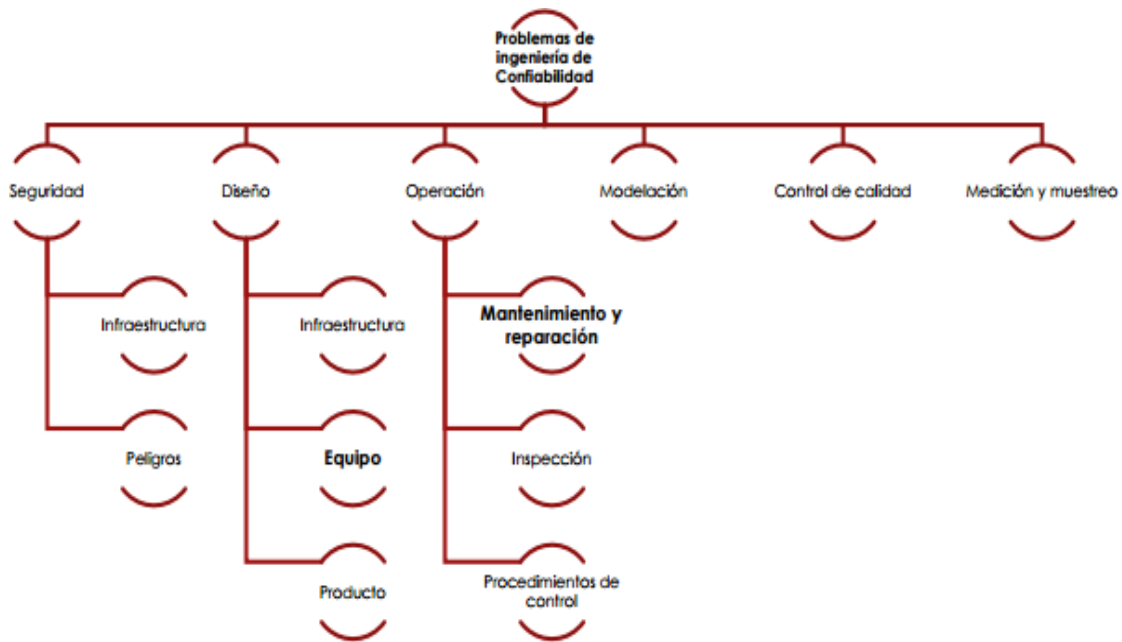 Problemas de
ingeniería de
Confiabilidad
Seguridad
Diseño
Operación
Modelación
Control de calidad
Medición y muestreo
Infraestructura
Infraestructura
Mantenimiento y
reparación
Peligros
Equipo
Inspección
Producto
Procedimientos de
control